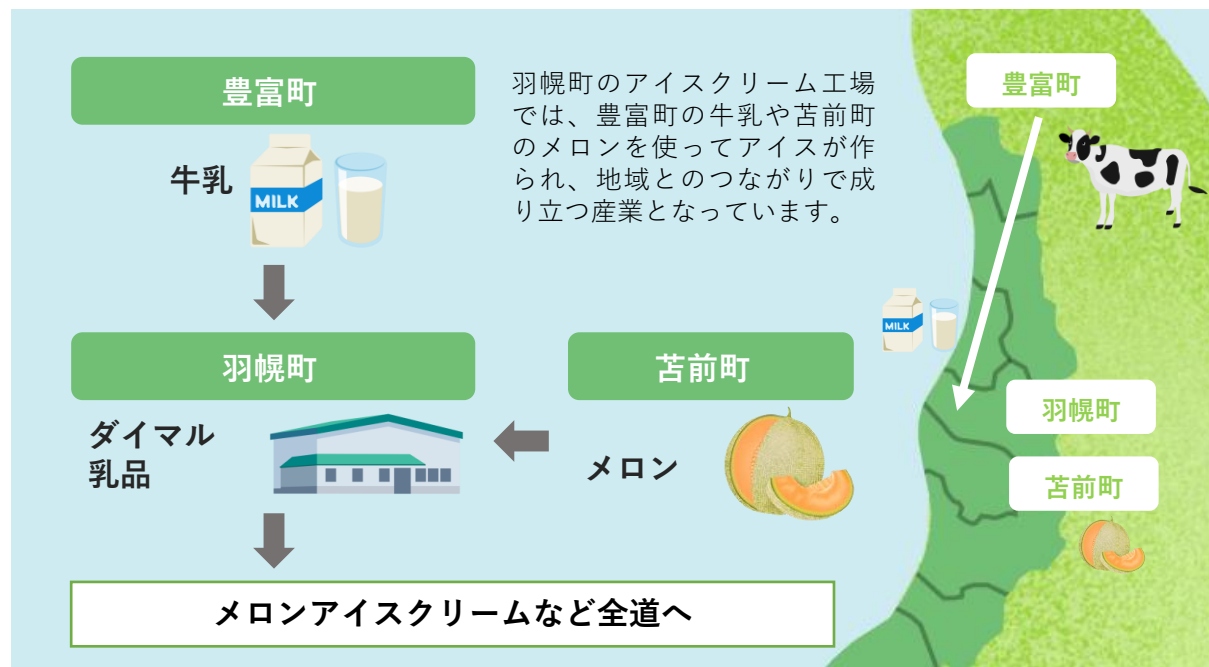 豊富町
牛乳
MILK
羽幌町のアイスクリーム工場
では、豊富町の牛乳や苫前町
のメロンを使ってアイスが作
られ、地域とのつながりで成
り立つ産業となっています。
羽幌町
ダイマル
乳品
苫前町
メロン
メロンアイスクリームなど全道へ
豊富町
MILK
羽幌町
苫前町